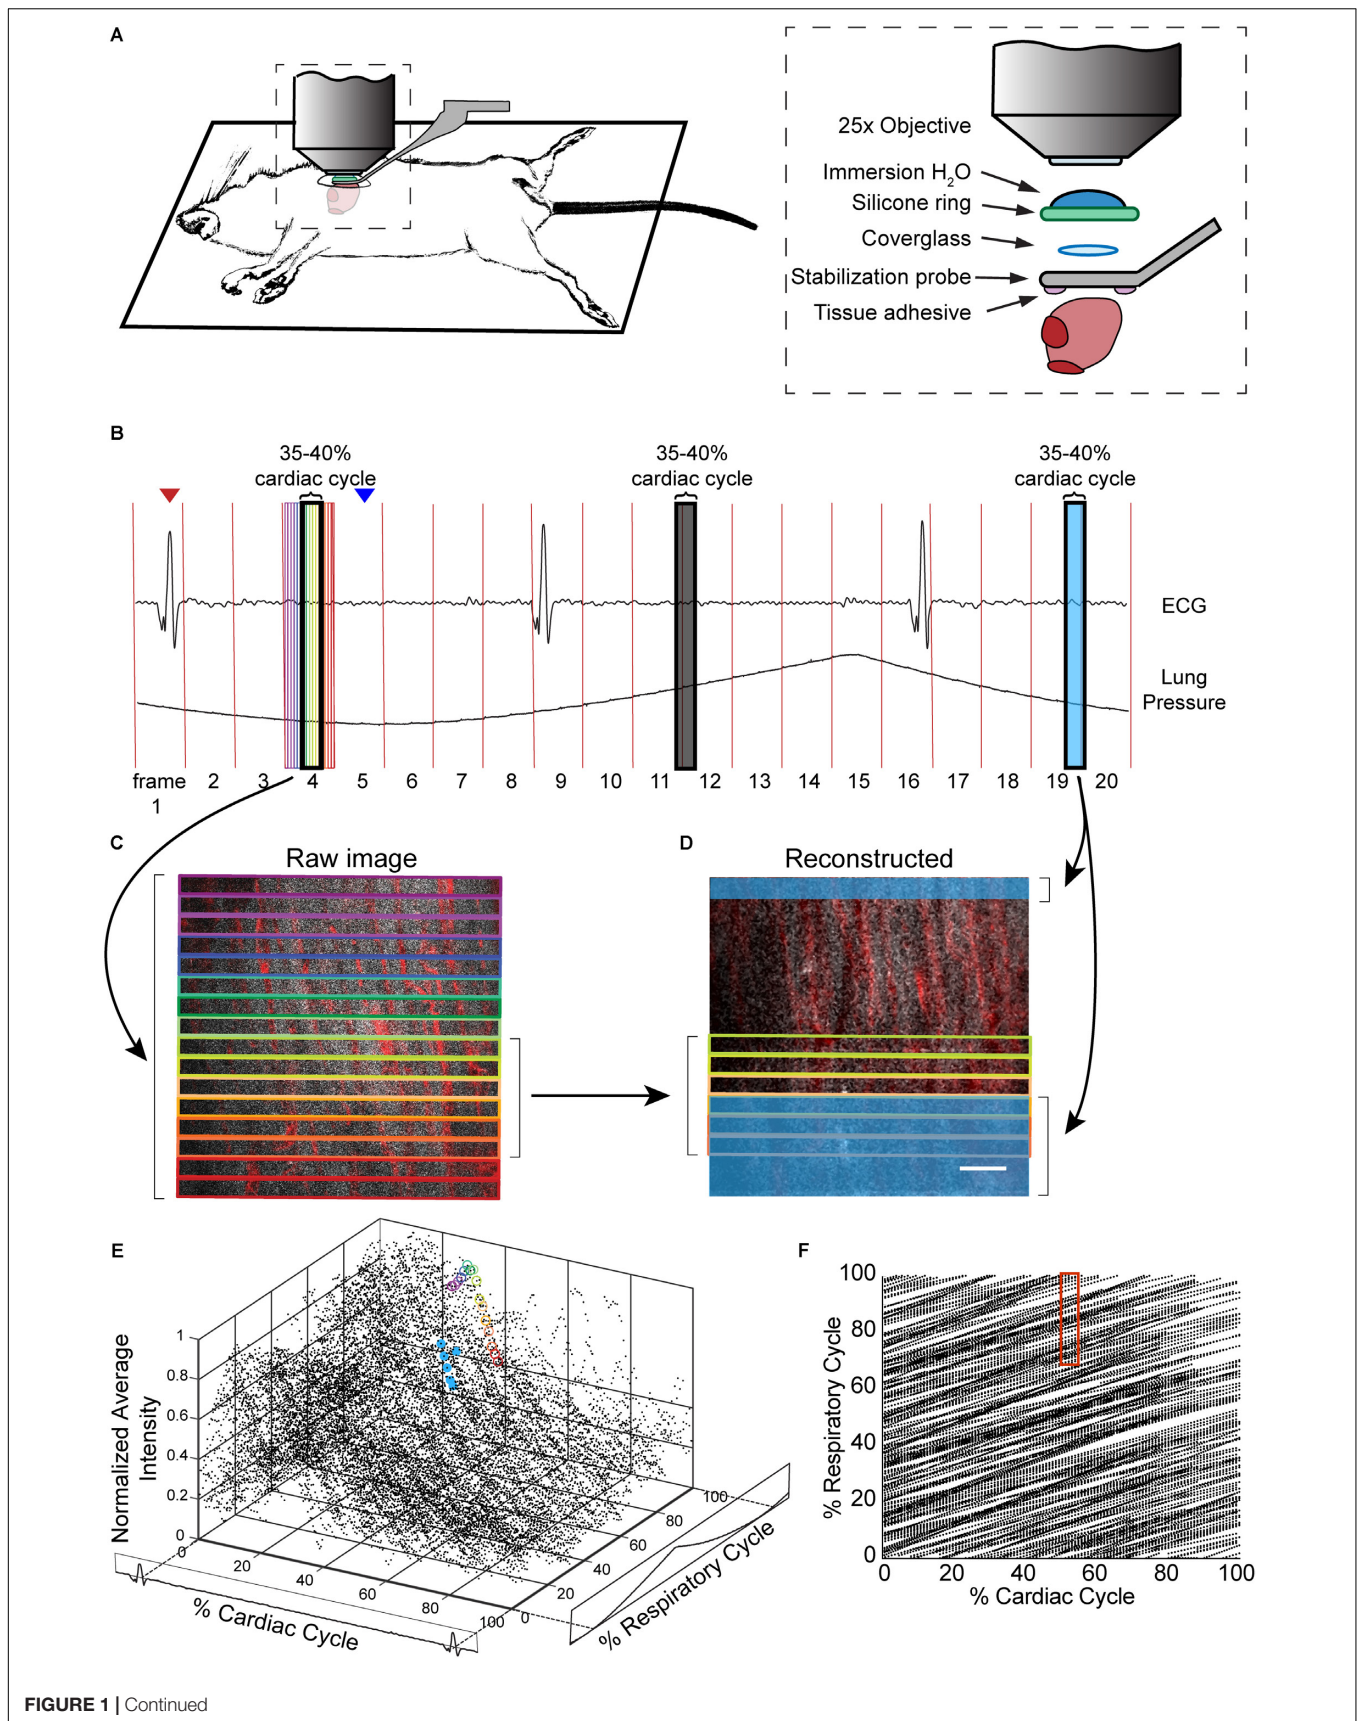 A
25x Objective
Immersion H2O
Silicone ring
Coverglass
Stabilization probe
Tissue adhesive
B
35-40%
cardiac cycle
35-40%
cardiac cycle
35-40%
cardiac cycle
ECG
Lung
Pressure
frame
1 2 3 4 5 6 7 8 9 10 11 12 13 14 15 16 17 18 19 20
C
Raw image
D
Reconstructed
E
Normalized Average
Intensity
1
0.8
0.6
0.4
0.2
0
0 20 40 60 80 100
% Cardiac Cycle
0 20 40 60 80 100
% Respiratory Cycle
F
% Respiratory Cycle
100
80
60
40
20
0
0 20 40 60 80 100
% Cardiac Cycle
FIGURE 1 | Continued